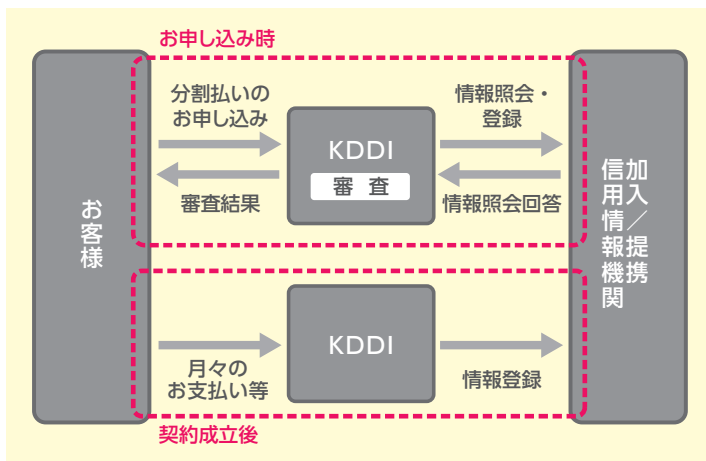 お申し込み時
お客様
分割払いの
お申し込み
審査結果
KDDI
審 査
情報照会・
登録
情報照会回答
加入/提携
信用情報機関
月々の
お支払い等
KDDI
情報登録
契約成立後